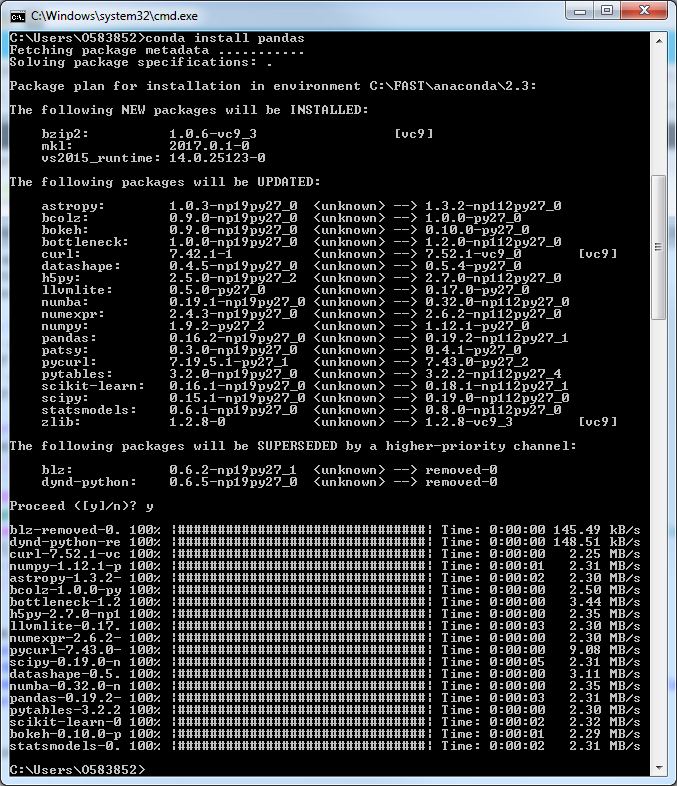 C:\Windows\system32\cmd.exe
C:\Users\O583852>conda install pandas
Fetching package metadata ...........
Solving package specifications: .
Package plan for installation in environment C:\FAST\anaconda\2.3:
The following NEW packages will be INSTALLED:
bzip2: 1.0.6-vc9_3 [vc9]
mkl: 2017.0.1-0
vs2015_runtime: 14.0.25123-0
The following packages will be UPDATED:
astropy: 1.0.3-np19py27_0 <unknown> --> 1.3.2-np112py27_0
bcolz: 0.9.0-np19py27_0 <unknown> --> 1.0.0-py27_0
bokeh: 0.9.0-np19py27_0 <unknown> --> 0.10.0-py27_0
bottleneck: 1.0.0-np19py27_0 <unknown> --> 1.2.0-np112py27_0
curl: 7.42.1-1 <unknown> --> 7.52.1-vc9_0 [vc9]
datashape: 0.4.5-np19py27_0 <unknown> --> 0.5.4-py27_0
h5py: 2.5.0-np19py27_2 <unknown> --> 2.7.0-np112py27_0
llvmlite: 0.5.0-py27_0 <unknown> --> 0.17.0-py27_0
numba: 0.19.1-np19py27_0 <unknown> --> 0.32.0-np112py27_0
numexpr: 2.4.3-np19py27_0 <unknown> --> 2.6.2-np112py27_0
numpy: 1.9.2-py27_2 <unknown> --> 1.12.1-py27_0
pandas: 0.16.2-np19py27_0 <unknown> --> 0.19.2-np112py27_1
patsy: 0.3.0-np19py27_0 <unknown> --> 0.4.1-py27_0
pycurl: 7.19.5.1-py27_1 <unknown> --> 7.43.0-py27_2
pytables: 3.2.0-np19py27_0 <unknown> --> 3.2.2-np112py27_4
scikit-learn: 0.16.1-np19py27_0 <unknown> --> 0.18.1-np112py27_1
scipy: 0.15.1-np19py27_0 <unknown> --> 0.19.0-np112py27_0
statsmodels: 0.6.1-np19py27_0 <unknown> --> 0.8.0-np112py27_0
zlib: 1.2.8-0 <unknown> --> 1.2.8-vc9_3 [vc9]
The following packages will be SUPERSEDED by a higher-priority channel:
blz: 0.6.2-np19py27_1 <unknown> --> removed-0
dynd-python: 0.6.5-np19py27_0 <unknown> --> removed-0
Proceed ([y]/n)? y
blz-removed-0. 100% |###############################| Time: 0:00:00 145.49 kB/s
dynd-python-re 100% |###############################| Time: 0:00:00 148.51 kB/s
curl-7.52.1-vc 100% |###############################| Time: 0:00:00 2.25 MB/s
numpy-1.12.1-p 100% |###############################| Time: 0:00:01 2.31 MB/s
astropy-1.3.2- 100% |###############################| Time: 0:00:02 2.30 MB/s
bcolz-1.0.0-py 100% |###############################| Time: 0:00:00 2.50 MB/s
bottleneck-1.2 100% |###############################| Time: 0:00:00 3.44 MB/s
h5py-2.7.0-np1 100% |###############################| Time: 0:00:00 2.35 MB/s
llvmlite-0.17. 100% |###############################| Time: 0:00:03 2.30 MB/s
numexpr-2.6.2- 100% |###############################| Time: 0:00:00 2.30 MB/s
pycurl-7.43.0- 100% |###############################| Time: 0:00:00 9.08 MB/s
scipy-0.19.0-n 100% |###############################| Time: 0:00:05 2.31 MB/s
datashape-0.5. 100% |###############################| Time: 0:00:00 3.11 MB/s
numba-0.32.0-n 100% |###############################| Time: 0:00:00 2.35 MB/s
pandas-0.19.2- 100% |###############################| Time: 0:00:03 2.31 MB/s
pytables-3.2.2 100% |###############################| Time: 0:00:00 2.30 MB/s
scikit-learn-0 100% |###############################| Time: 0:00:02 2.32 MB/s
bokeh-0.10.0-p 100% |###############################| Time: 0:00:01 2.29 MB/s
statsmodels-0. 100% |###############################| Time: 0:00:02 2.31 MB/s
C:\Users\O583852>